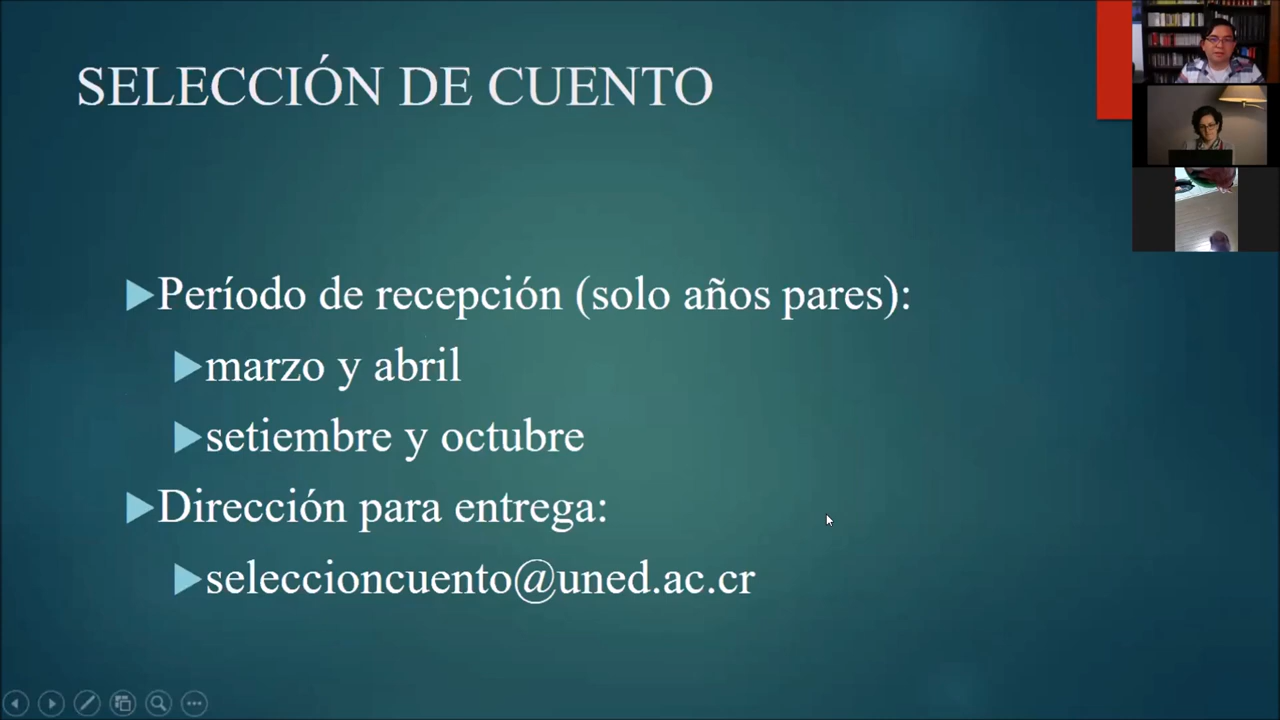 SELECCIÓN DE CUENTO
Período de recepción (solo años pares):
marzo y abril
setiembre y octubre
Dirección para entrega:
seleccioncuento@uned.ac.cr